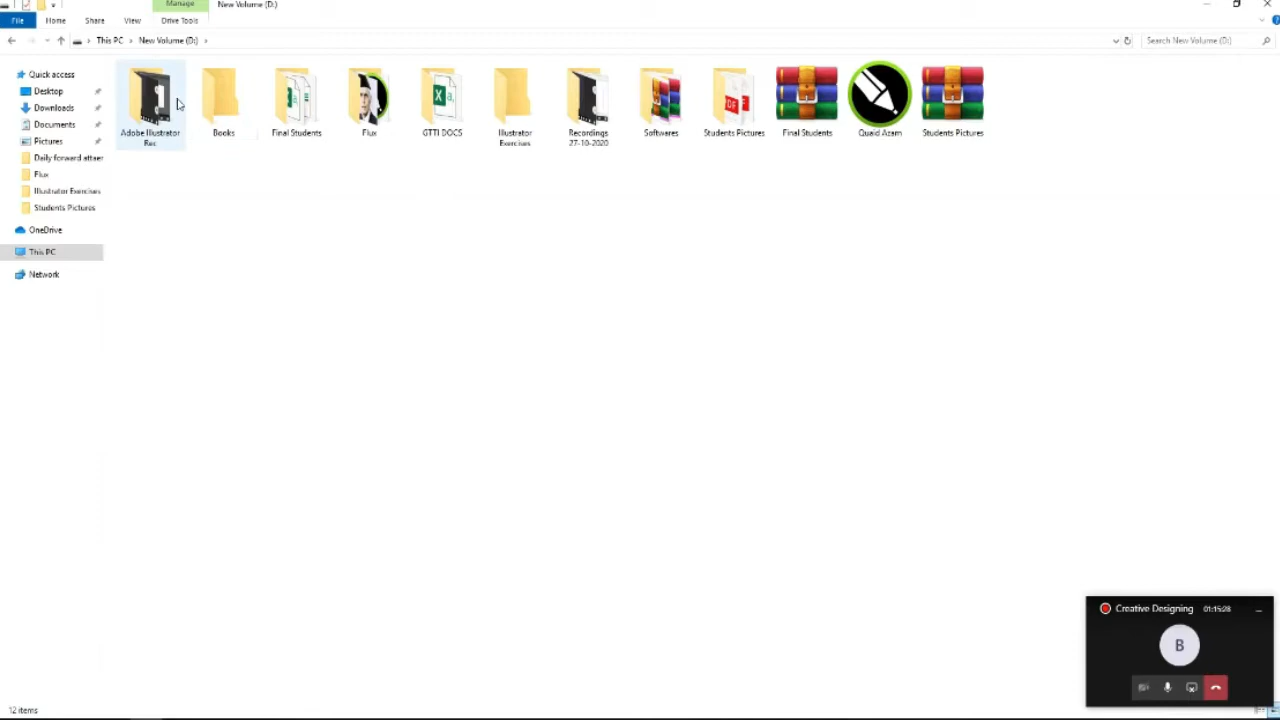 Manage
New Volume (D:)
File
Home
Share
View
Drive Tools
This PC
New Volume (D:)
Search New Volume (D:)
Quick access
Desktop
Downloads
Documents
Pictures
Daily forward atten
Flux
Illustrator Exercises
Students Pictures
OneDrive
This PC
Network
Adobe Illustrator
Rec
Books
Final Students
Flux
GTTI DOCS
Illustrator
Exercises
Recordings
27-10-2020
Softwares
Students Pictures
Final Students
Quaid Azam
Students Pictures
Creative Designing
01:15:28
B
12 items